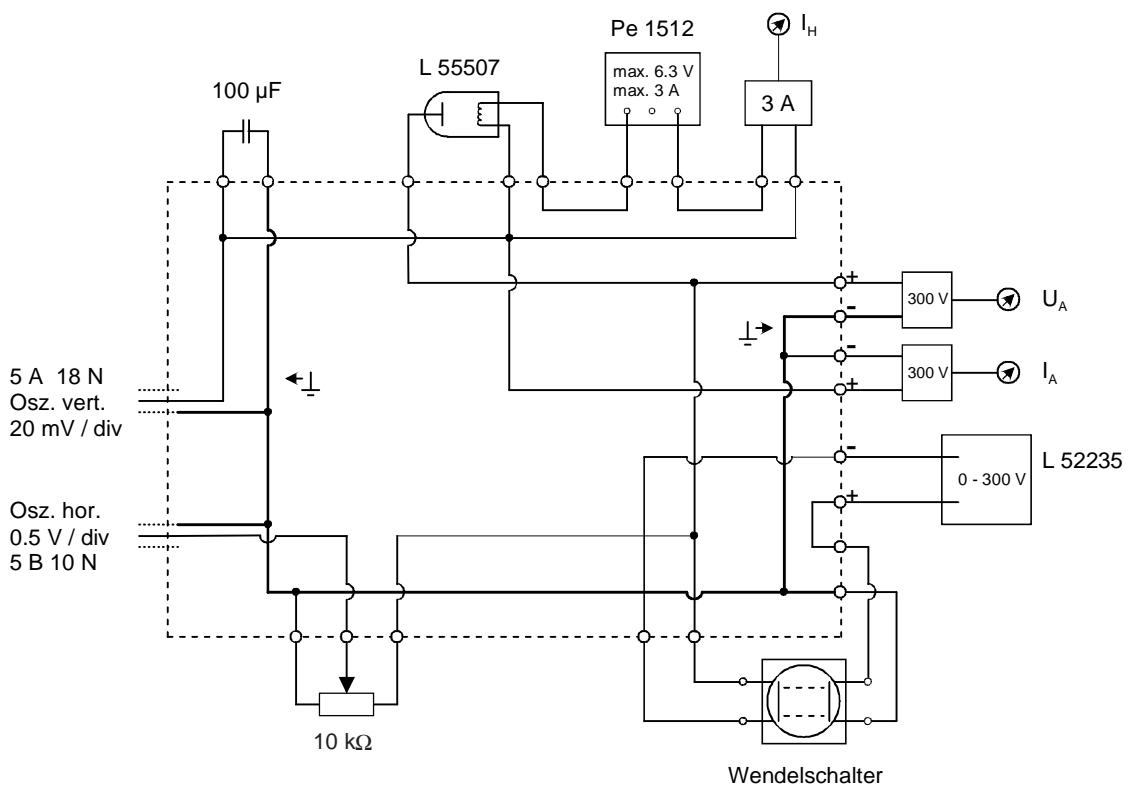 I_H
Pe 1512
L 55507
max. 6.3 V
max. 3 A
100 µF
3 A
+
300 V
U_A
-
-
300 V
I_A
+
5 A 18 N
Osz. vert.
20 mV / div
-
L 52235
0 - 300 V
+
Osz. hor.
0.5 V / div
5 B 10 N
10 kΩ
Wendelschalter